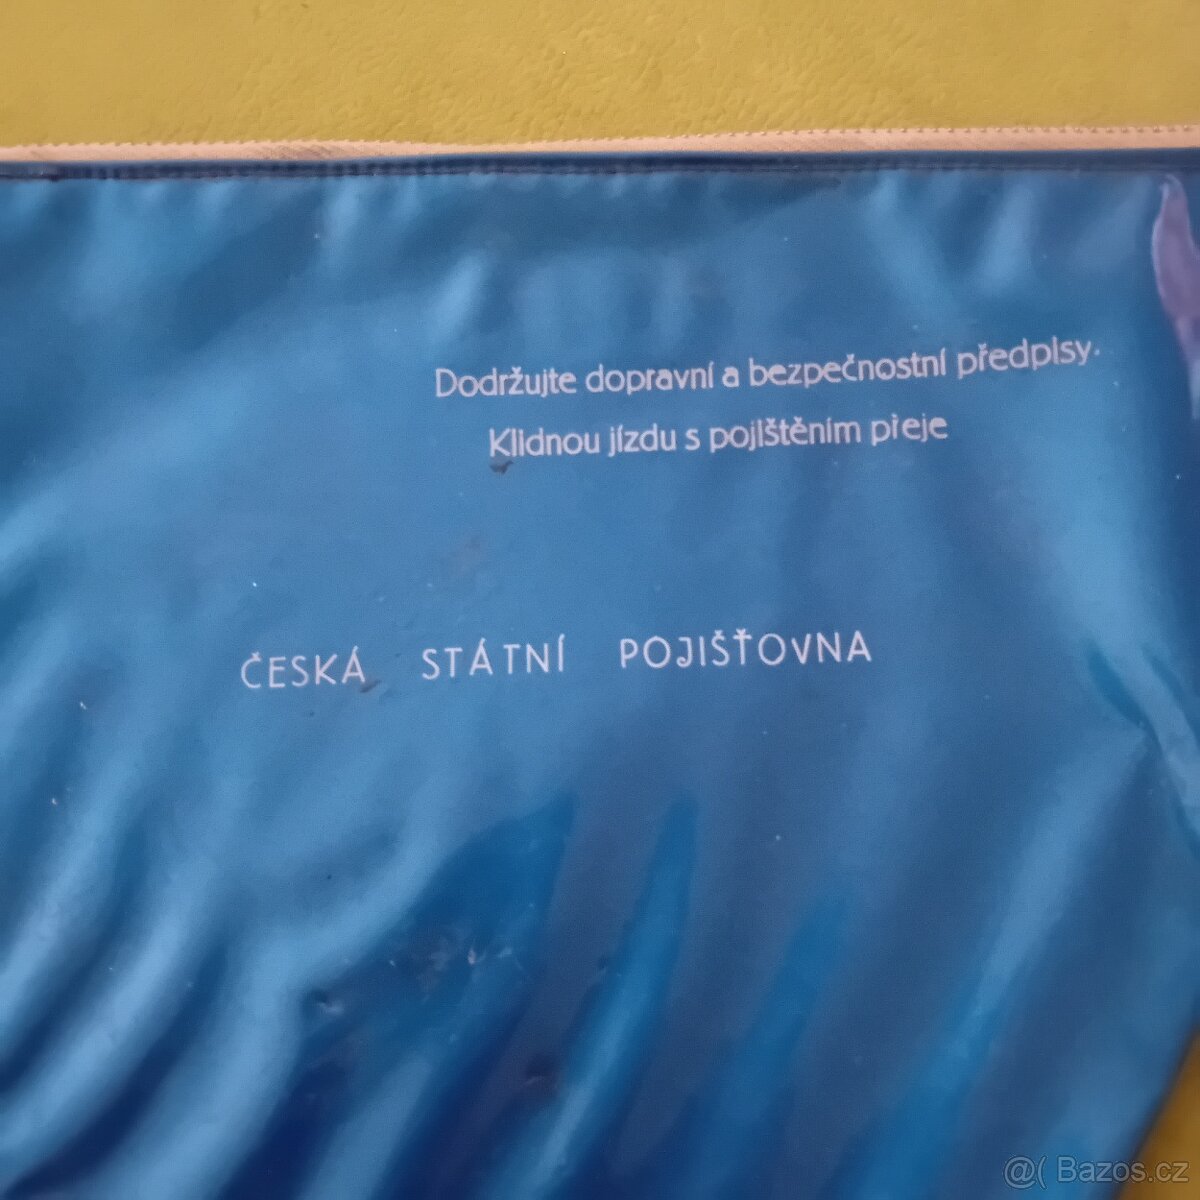 Dodržujte dopravní a bezpečnostní předpisy.
Klidnou jízdu s pojištěním přeje
ČESKÁ STÁTNÍ POJIŠŤOVNA
@( Bazos.cz